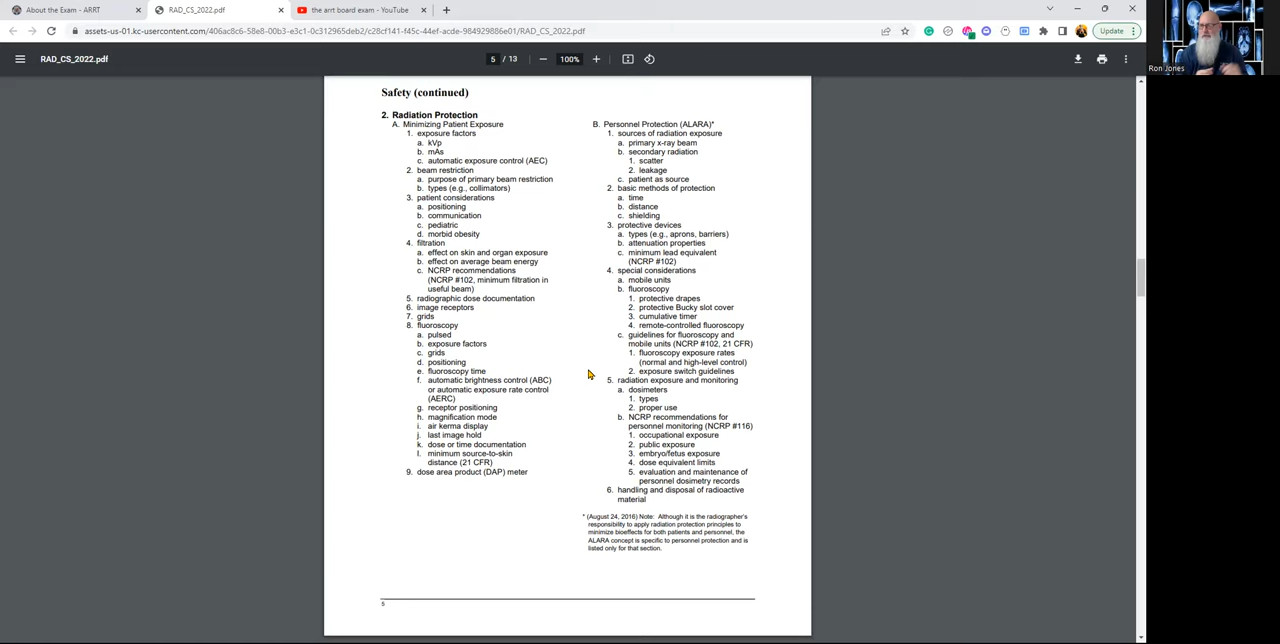 About the Exam - ARRT
RAD_CS_2022.pdf
the arrt board exam - YouTube
assets-us-01.kc-usercontent.com/406ac6c6-58e8-00b3-e3c1-0c312965deb2/c28cf141-f45c-44ef-acde-984929886e01/RAD_CS_2022.pdf
Update
RAD_CS_2022.pdf
5 / 13
100%
Ron Jones
Safety (continued)
2. Radiation Protection
A. Minimizing Patient Exposure
1. exposure factors
a. kVp
b. mAs
c. automatic exposure control (AEC)
2. beam restriction
a. purpose of primary beam restriction
b. types (e.g., collimators)
3. patient considerations
a. positioning
b. communication
c. pediatric
d. morbid obesity
4. filtration
a. effect on skin and organ exposure
b. effect on average beam energy
c. NCRP recommendations
(NCRP #102, minimum filtration in
useful beam)
5. radiographic dose documentation
6. image receptors
7. grids
8. fluoroscopy
a. pulsed
b. exposure factors
c. grids
d. positioning
e. fluoroscopy time
f. automatic brightness control (ABC)
or automatic exposure rate control
(AERC)
g. receptor positioning
h. magnification mode
i. air kerma display
j. last image hold
k. dose or time documentation
l. minimum source-to-skin
distance (21 CFR)
9. dose area product (DAP) meter
B. Personnel Protection (ALARA)*
1. sources of radiation exposure
a. primary x-ray beam
b. secondary radiation
1. scatter
2. leakage
c. patient as source
2. basic methods of protection
a. time
b. distance
c. shielding
3. protective devices
a. types (e.g., aprons, barriers)
b. attenuation properties
c. minimum lead equivalent
(NCRP #102)
4. special considerations
a. mobile units
b. fluoroscopy
1. protective drapes
2. protective Bucky slot cover
3. cumulative timer
4. remote-controlled fluoroscopy
c. guidelines for fluoroscopy and
mobile units (NCRP #102, 21 CFR)
1. fluoroscopy exposure rates
(normal and high-level control)
2. exposure switch guidelines
5. radiation exposure and monitoring
a. dosimeters
1. types
2. proper use
b. NCRP recommendations for
personnel monitoring (NCRP #116)
1. occupational exposure
2. public exposure
3. embryo/fetus exposure
4. dose equivalent limits
5. evaluation and maintenance of
personnel dosimetry records
6. handling and disposal of radioactive
material
* (August 24, 2016) Note: Although it is the radiographer's
responsibility to apply radiation protection principles to
minimize bioeffects for both patients and personnel, the
ALARA concept is specific to personnel protection and is
listed only for that section.
5